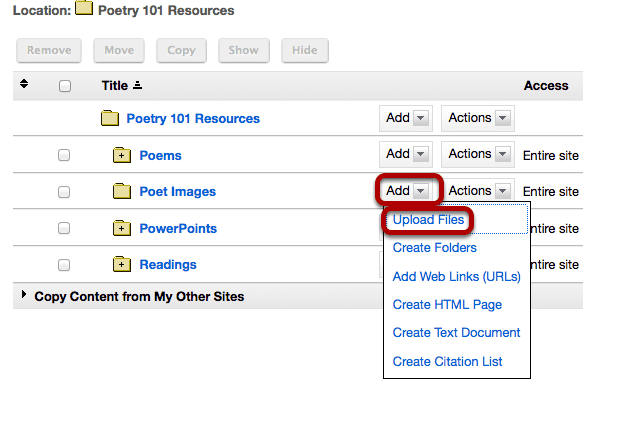 Location: Poetry 101 Resources
Remove Move Copy Show Hide
Title Access
Poetry 101 Resources Add Actions
Poems Add Actions Entire site
Poet Images Add Actions Entire site
Upload Files
PowerPoints ntire site
Create Folders
Readings ntire site
Add Web Links (URLs)
Copy Content from My Other Sites
Create HTML Page
Create Text Document
Create Citation List